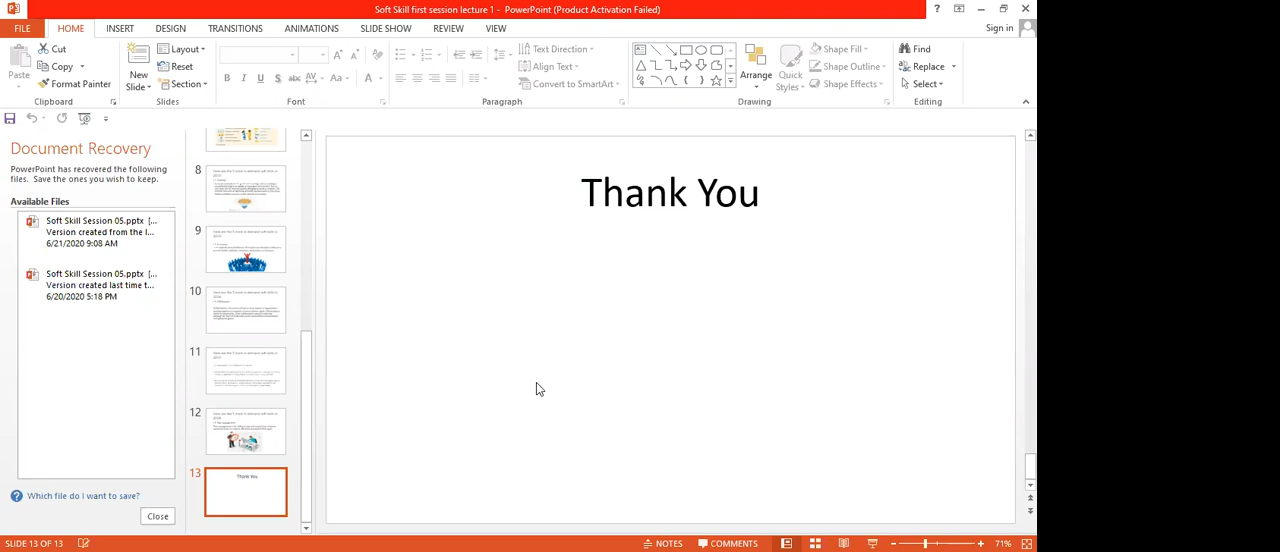 Soft Skill first session lecture 1 - PowerPoint (Product Activation Failed)
FILE HOME INSERT DESIGN TRANSITIONS ANIMATIONS SLIDE SHOW REVIEW VIEW Sign in
Paste Cut Copy Format Painter
New Slide Layout Reset Section
Text Direction Align Text Convert to SmartArt
Arrange Quick Styles Shape Fill Shape Outline Shape Effects
Find Replace Select
Clipboard Slides Font Paragraph Drawing Editing
Document Recovery
PowerPoint has recovered the following
files. Save the ones you wish to keep.
Available Files
Soft Skill Session 05.pptx [...
Version created from the l...
6/21/2020 9:08 AM
Soft Skill Session 05.pptx [...
Version created last time t...
6/20/2020 5:18 PM
Which file do I want to save?
Close
8
9
10
11
12
13
Thank You
Thank You
SLIDE 13 OF 13 NOTES COMMENTS 71%